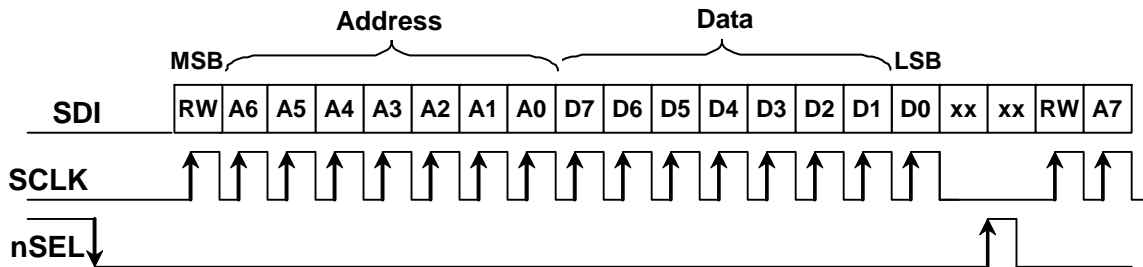 Address Data
MSB LSB
SDI RW A6 A5 A4 A3 A2 A1 A0 D7 D6 D5 D4 D3 D2 D1 D0 xx xx RW A7
SCLK
nSEL